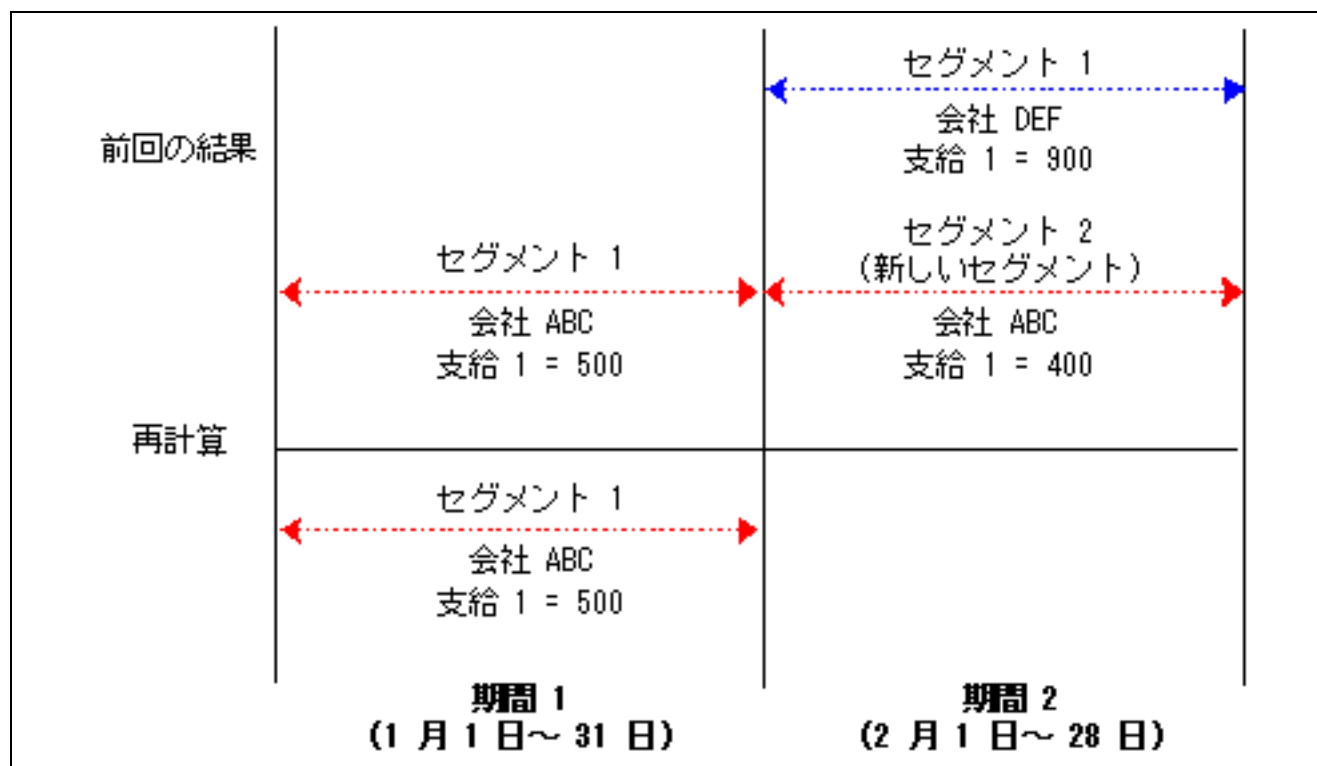 セグメント 1
会社 DEF
支給 1 = 900
前回の結果
セグメント 1
会社 ABC
支給 1 = 500
セグメント 2
(新しいセグメント)
会社 ABC
支給 1 = 400
再計算
セグメント 1
会社 ABC
支給 1 = 500
期間 1
(1 月 1 日～ 31 日)
期間 2
(2 月 1 日～ 28 日)